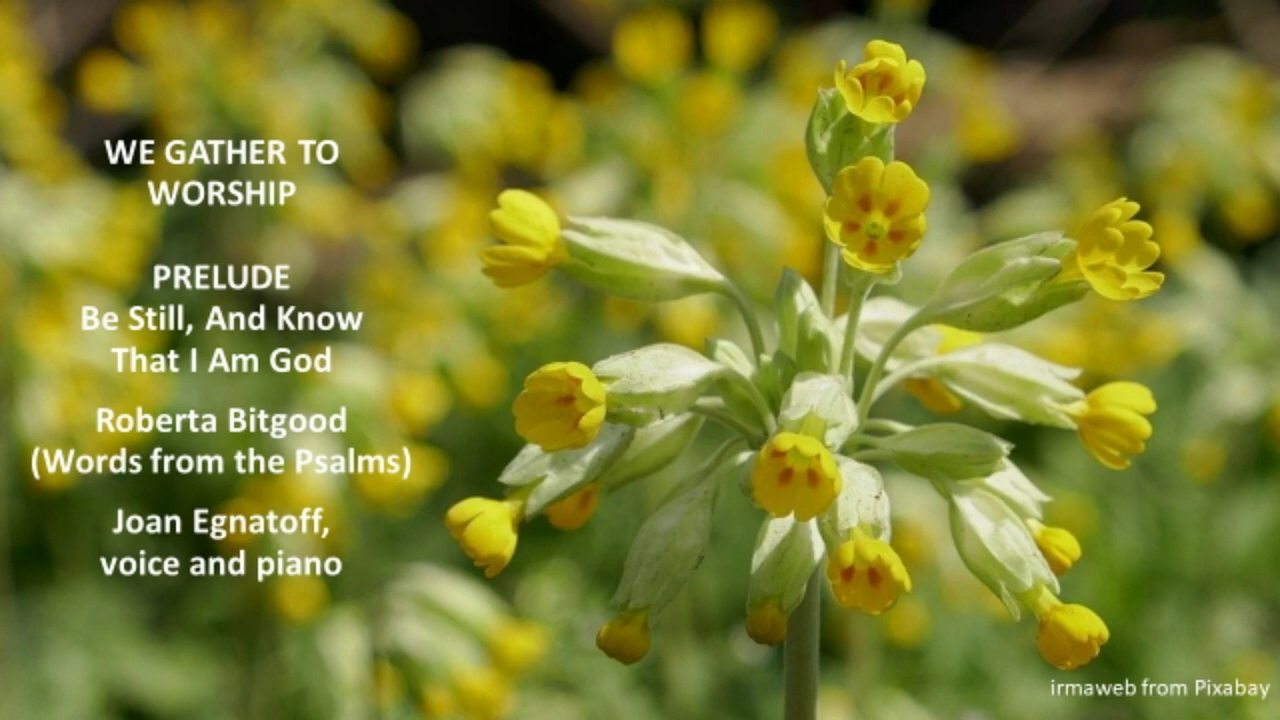 WE GATHER TO
WORSHIP
PRELUDE
Be Still, And Know
That I Am God
Roberta Bitgood
(Words from the Psalms)
Joan Egnatoff,
voice and piano
irmaweb from Pixabay